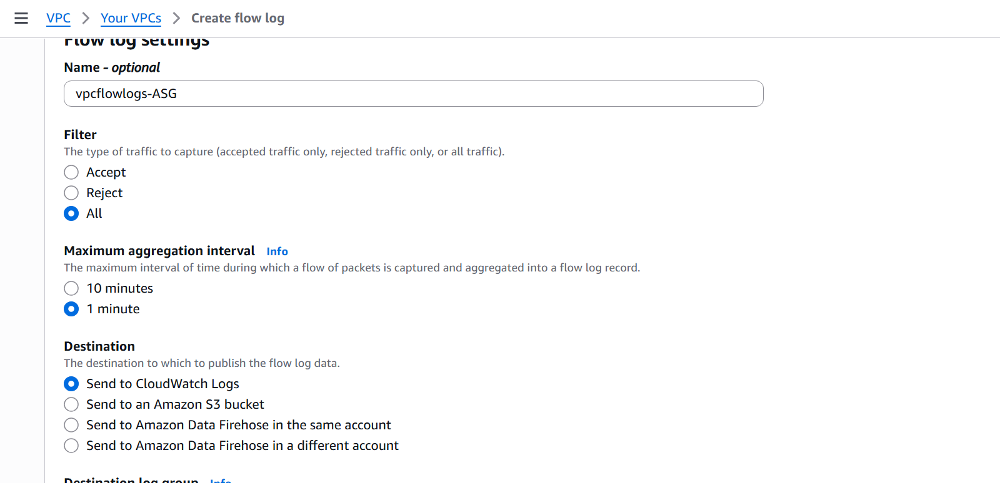 VPC > Your VPCs > Create flow log
Flow log settings
Name - optional
vpcflowlogs-ASG
Filter
The type of traffic to capture (accepted traffic only, rejected traffic only, or all traffic).
Accept
Reject
All
Maximum aggregation interval Info
The maximum interval of time during which a flow of packets is captured and aggregated into a flow log record.
10 minutes
1 minute
Destination
The destination to which to publish the flow log data.
Send to CloudWatch Logs
Send to an Amazon S3 bucket
Send to Amazon Data Firehose in the same account
Send to Amazon Data Firehose in a different account
Destination log group Info